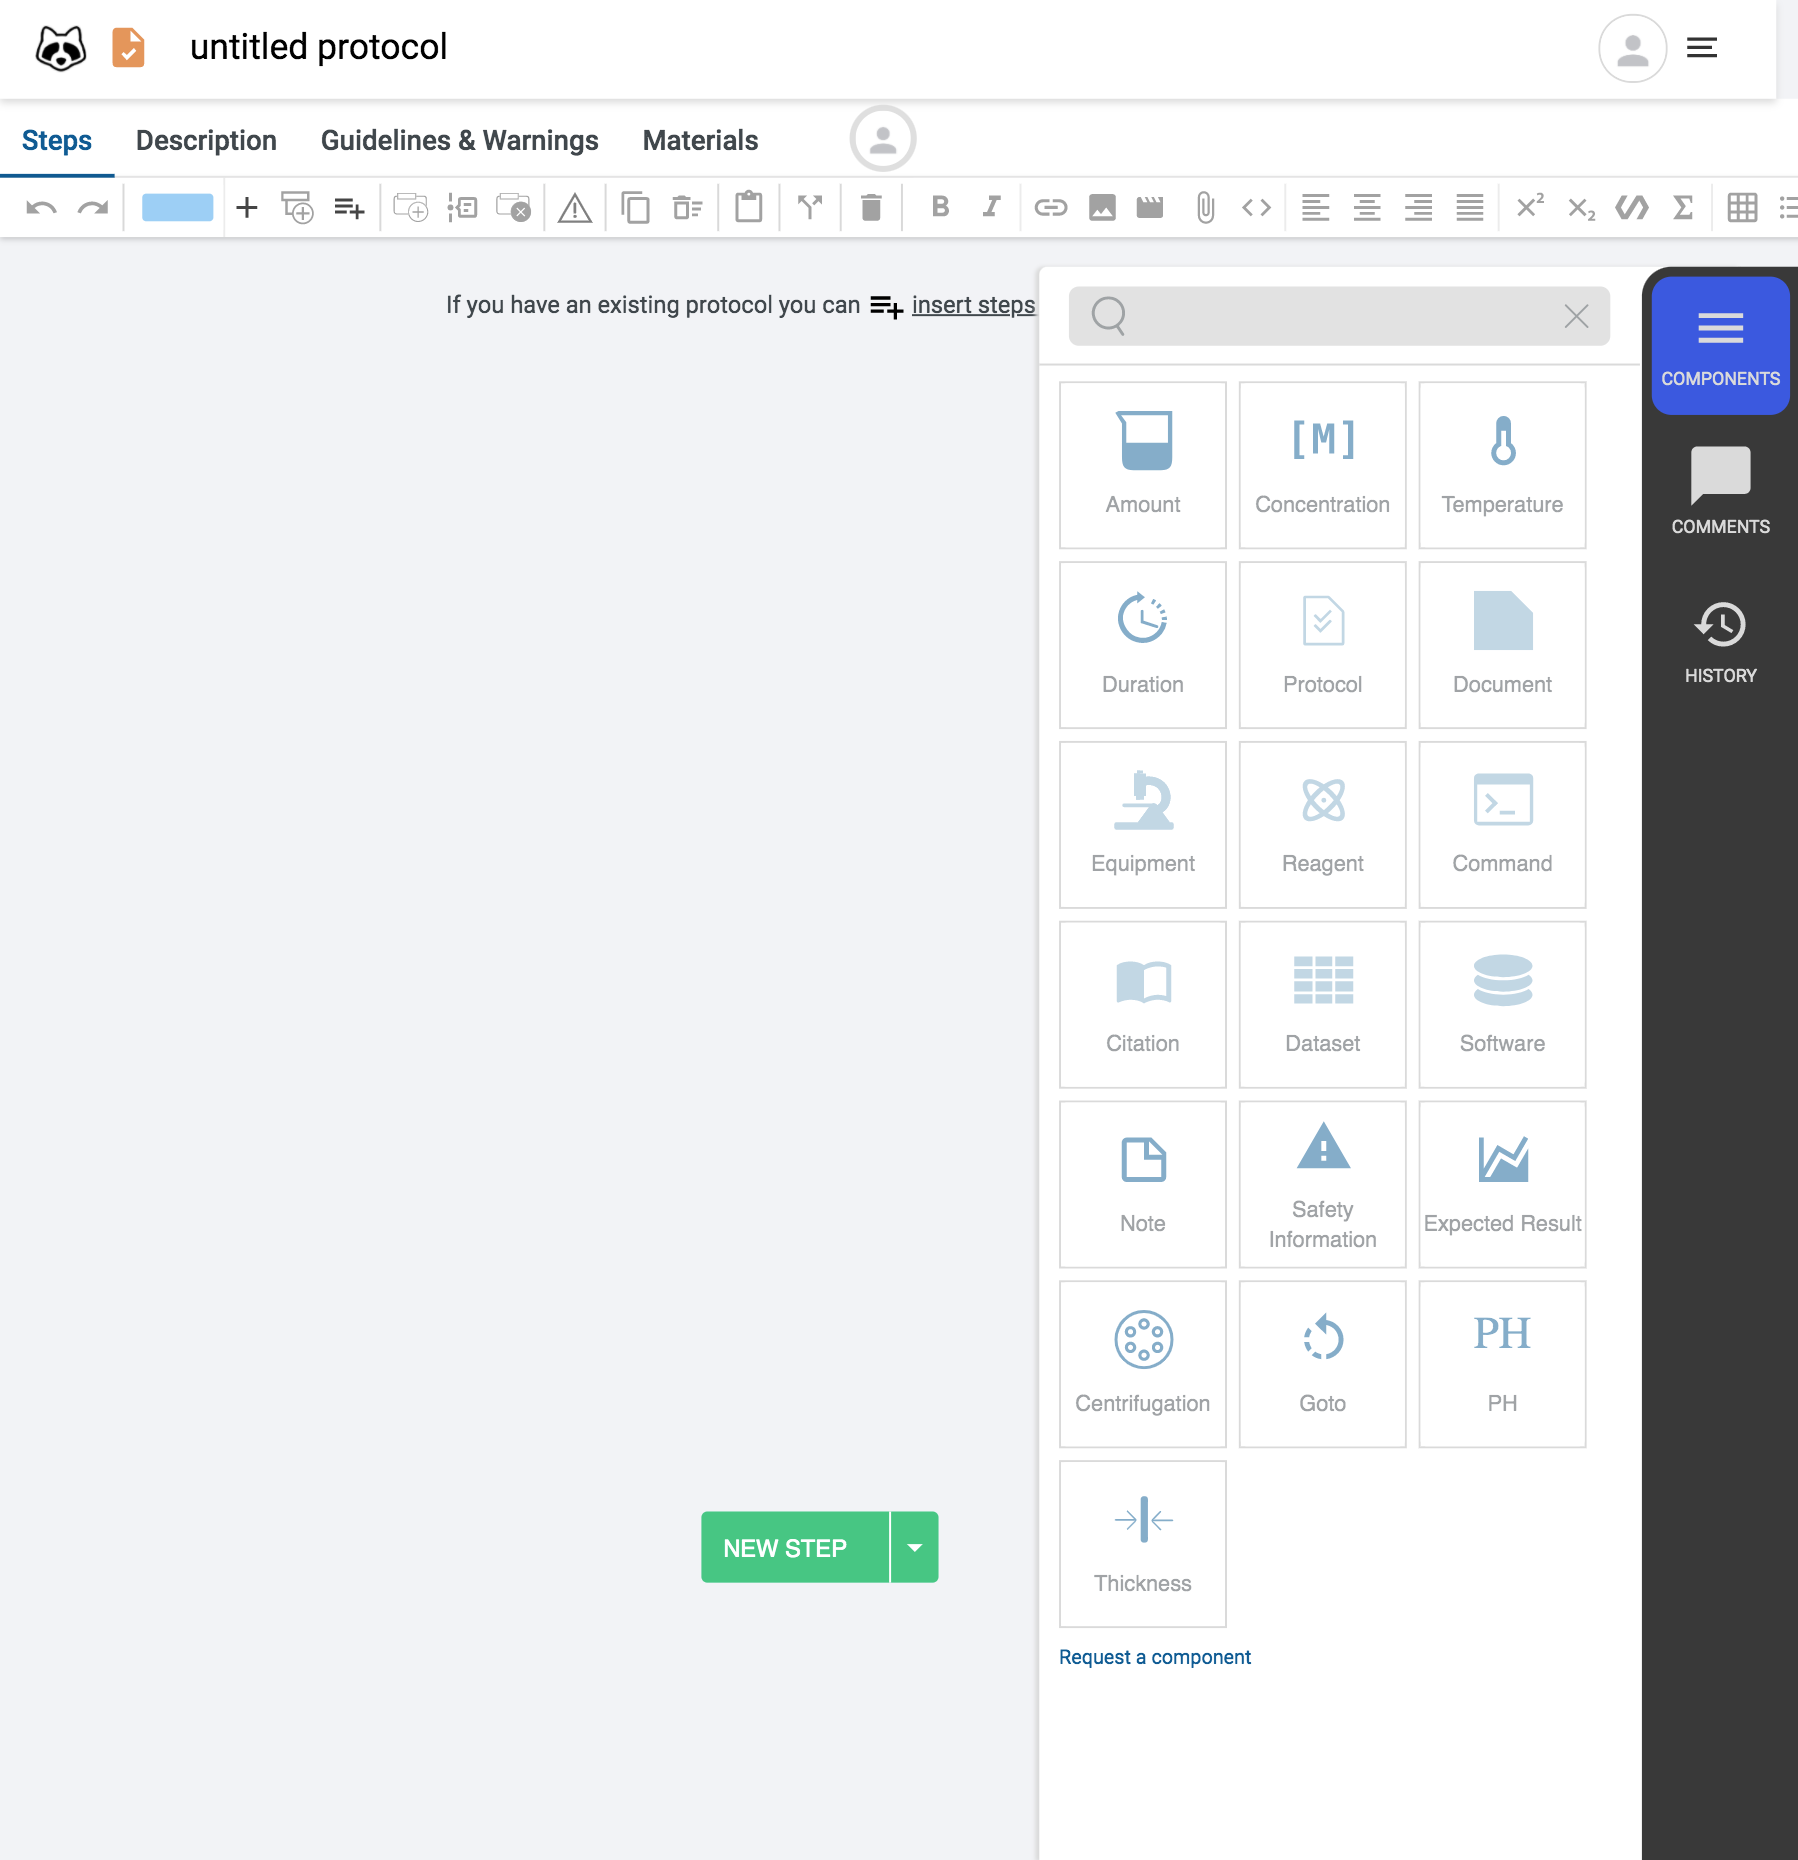 untitled protocol
Steps Description Guidelines & Warnings Materials
If you have an existing protocol you can insert steps
COMPONENTS
COMMENTS
HISTORY
[M]
Amount Concentration Temperature
Duration Protocol Document
Equipment Reagent Command
Citation Dataset Software
Note Safety Information Expected Result
PH
Centrifugation Goto PH
Thickness
NEW STEP
Request a component